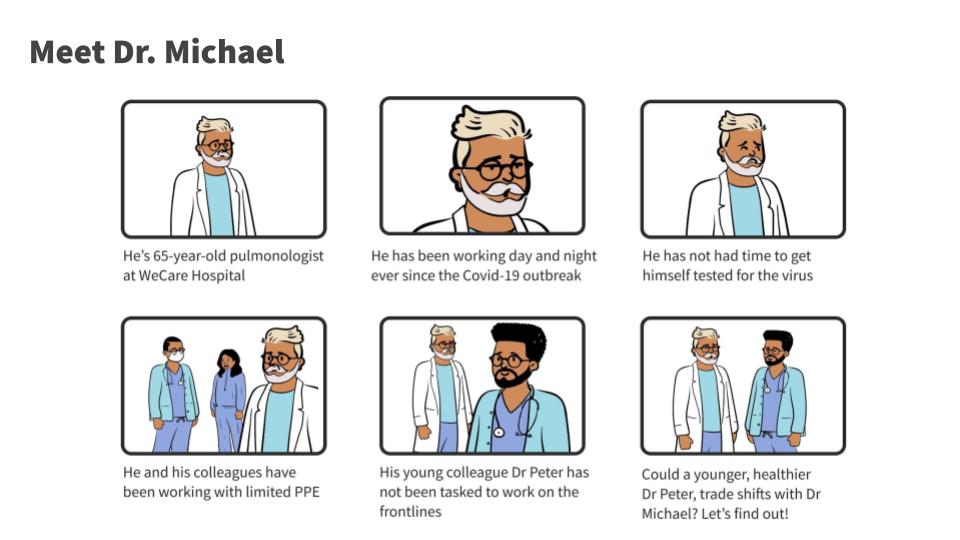 Meet Dr. Michael
He's 65-year-old pulmonologist
at WeCare Hospital
He has been working day and night
ever since the Covid-19 outbreak
He has not had time to get
himself tested for the virus
He and his colleagues have
been working with limited PPE
His young colleague Dr Peter has
not been tasked to work on the
frontlines
Could a younger, healthier
Dr Peter, trade shifts with Dr
Michael? Let's find out!